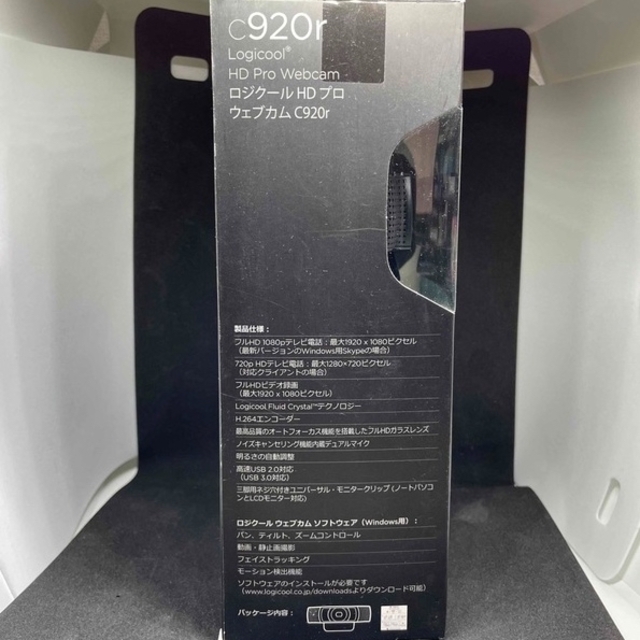 c920r
Logicool®
HD Pro Webcam
ロジクール HD プロ
ウェブカム C920r
製品仕様：
フルHD 1080pテレビ電話：最大1920 x 1080ピクセル
（最新バージョンのWindows用Skypeの場合）
720p HDテレビ電話：最大1280×720ピクセル
（対応クライアントの場合）
フルHDビデオ録画
（最大1920 x 1080ピクセル）
Logicool Fluid Crystal™テクノロジー
H.264エンコーダー
最高品質のオートフォーカス機能を搭載したフルHDガラスレンズ
ノイズキャンセリング機能内蔵デュアルマイク
明るさの自動調整
高速USB 2.0対応
（USB 3.0対応）
三脚用ネジ穴付きユニバーサル・モニタークリップ (ノートパソコ
ンとLCDモニター対応)
ロジクール ウェブカム ソフトウェア（Windows用）：
パン、ティルト、ズームコントロール
動画・静止画撮影
フェイストラッキング
モーション検出機能
ソフトウェアのインストールが必要です
（www.logicool.co.jp/downloadsよりダウンロード可能）
パッケージ内容：